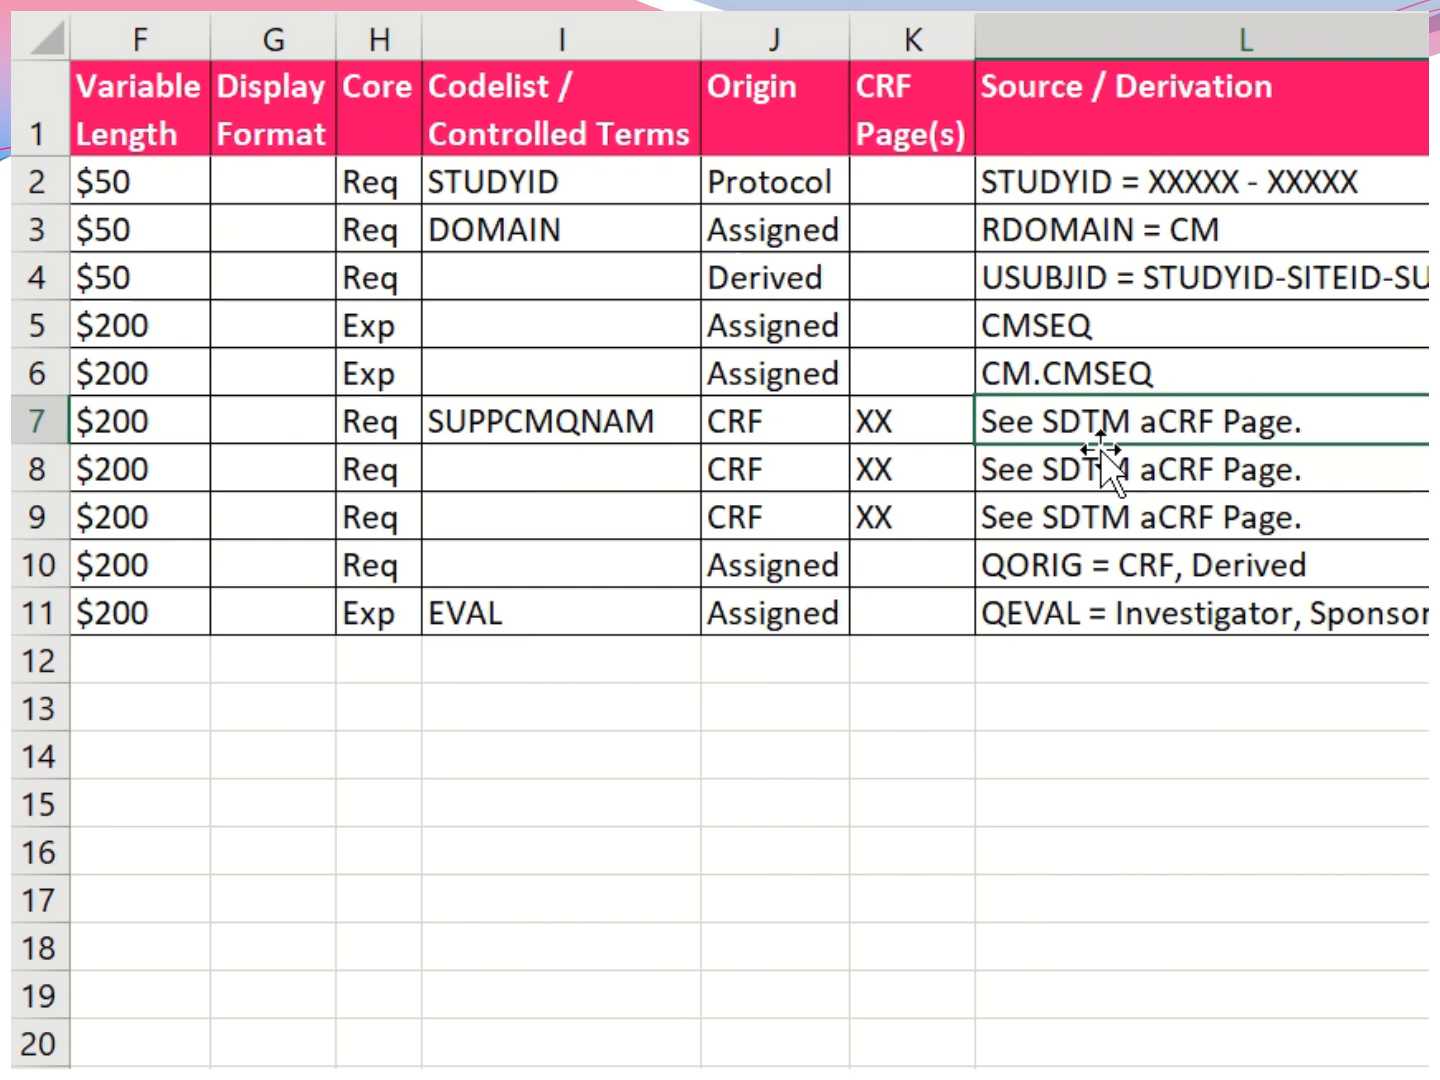 F G H I J K L
Variable Display Core Codelist / Origin CRF Source / Derivation
1 Length Format Controlled Terms Page(s)
2 $50 Req STUDYID Protocol STUDYID = XXXXX - XXXXX
3 $50 Req DOMAIN Assigned RDOMAIN = CM
4 $50 Req Derived USUBJID = STUDYID-SITEID-SU
5 $200 Exp Assigned CMSEQ
6 $200 Exp Assigned CM.CMSEQ
7 $200 Req SUPPCMQNAM CRF XX See SDTM aCRF Page.
8 $200 Req CRF XX See SDTM aCRF Page.
9 $200 Req CRF XX See SDTM aCRF Page.
10 $200 Req Assigned QORIG = CRF, Derived
11 $200 Exp EVAL Assigned QEVAL = Investigator, Sponsor
12
13
14
15
16
17
18
19
20